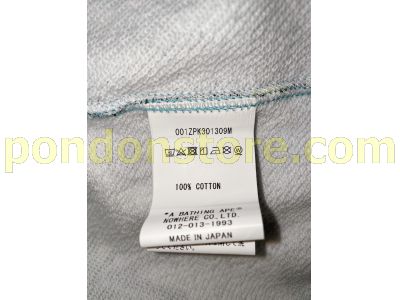 001ZPK301309M
pondonstore.com
100% COTTON
"A BATHING APE"
NOWHERE CO.,LTD.
012-013-1993
MADE IN JAPAN